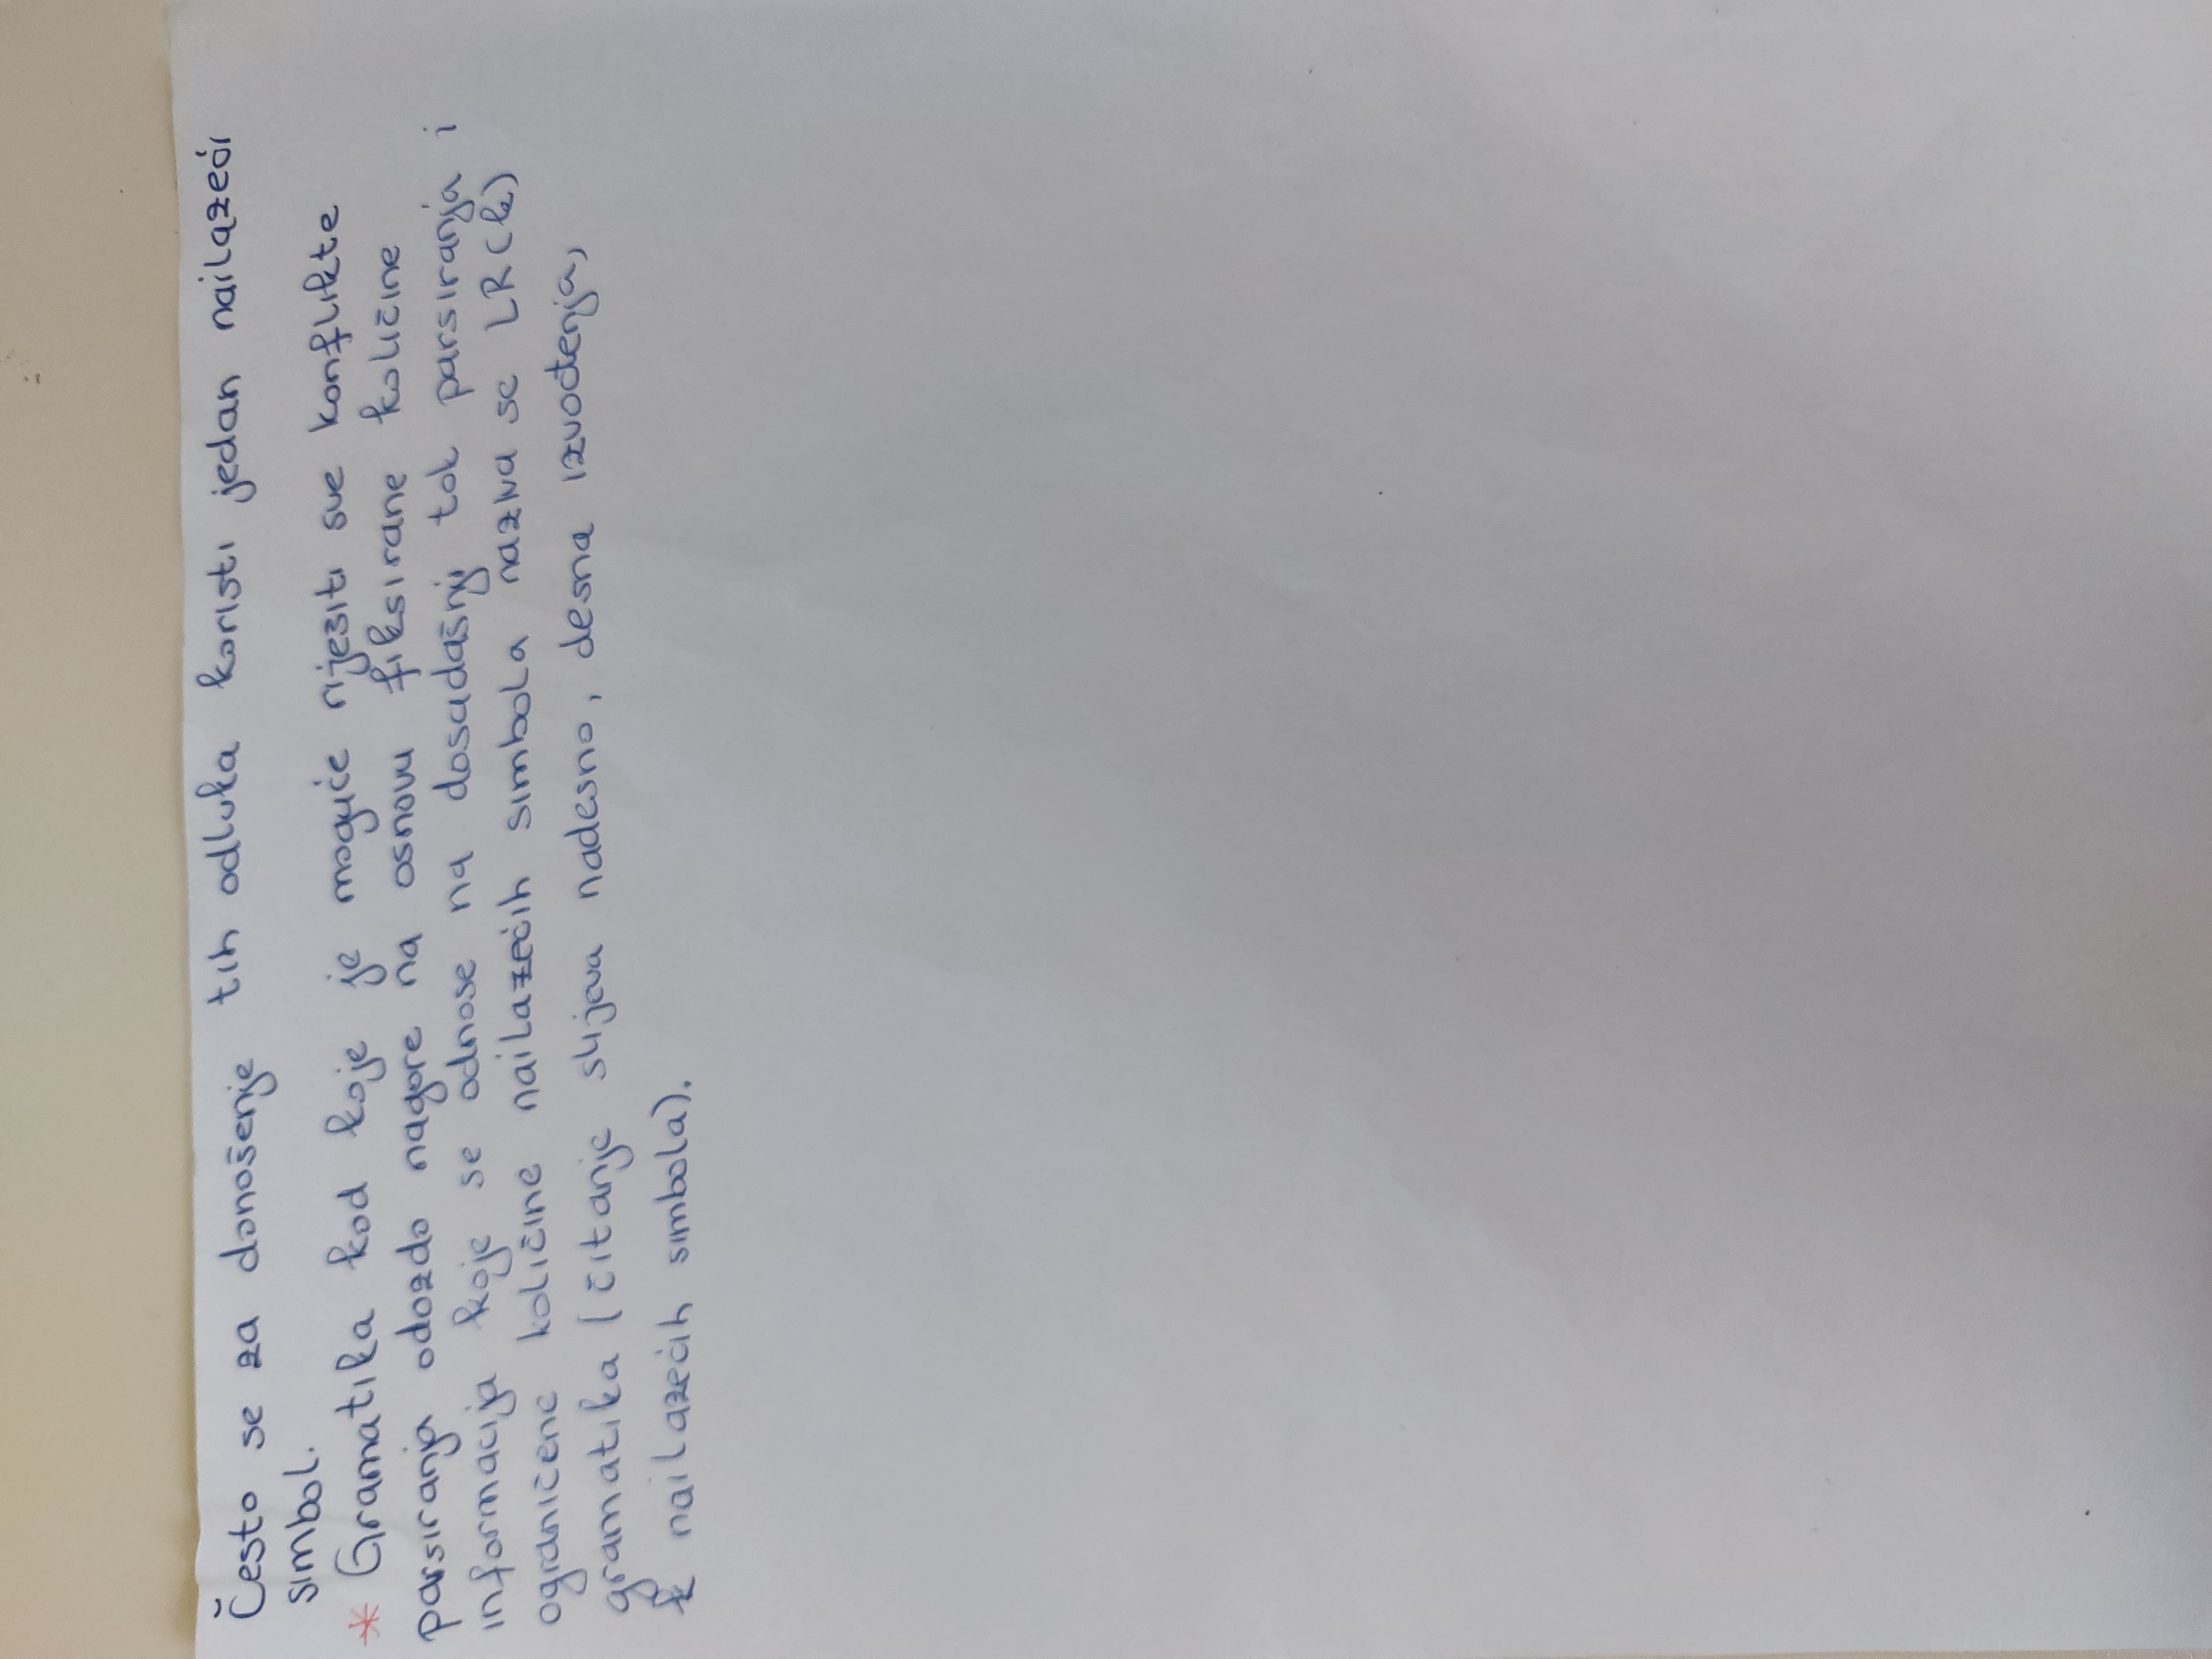 Često se za donošenje tih odluka koristi jedan nailazeći
simbol.
* Gramatika kod koje je moguće riješiti sve konflikte
parsiranja odozdo nagore na osnovu fiksirane količine
informacija koje se odnose na dosadašnji tok parsiranja i
ograničene količine nailazećih simbola naziva se LR(k)
gramatika (čitanje slijeva nadesno, desna izvođenja,
k nailazećih simbola).